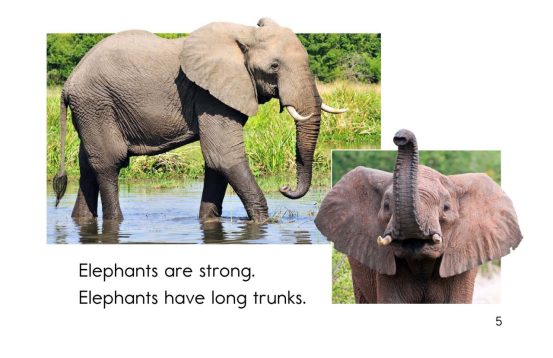 Elephants are strong.
Elephants have long trunks.
5